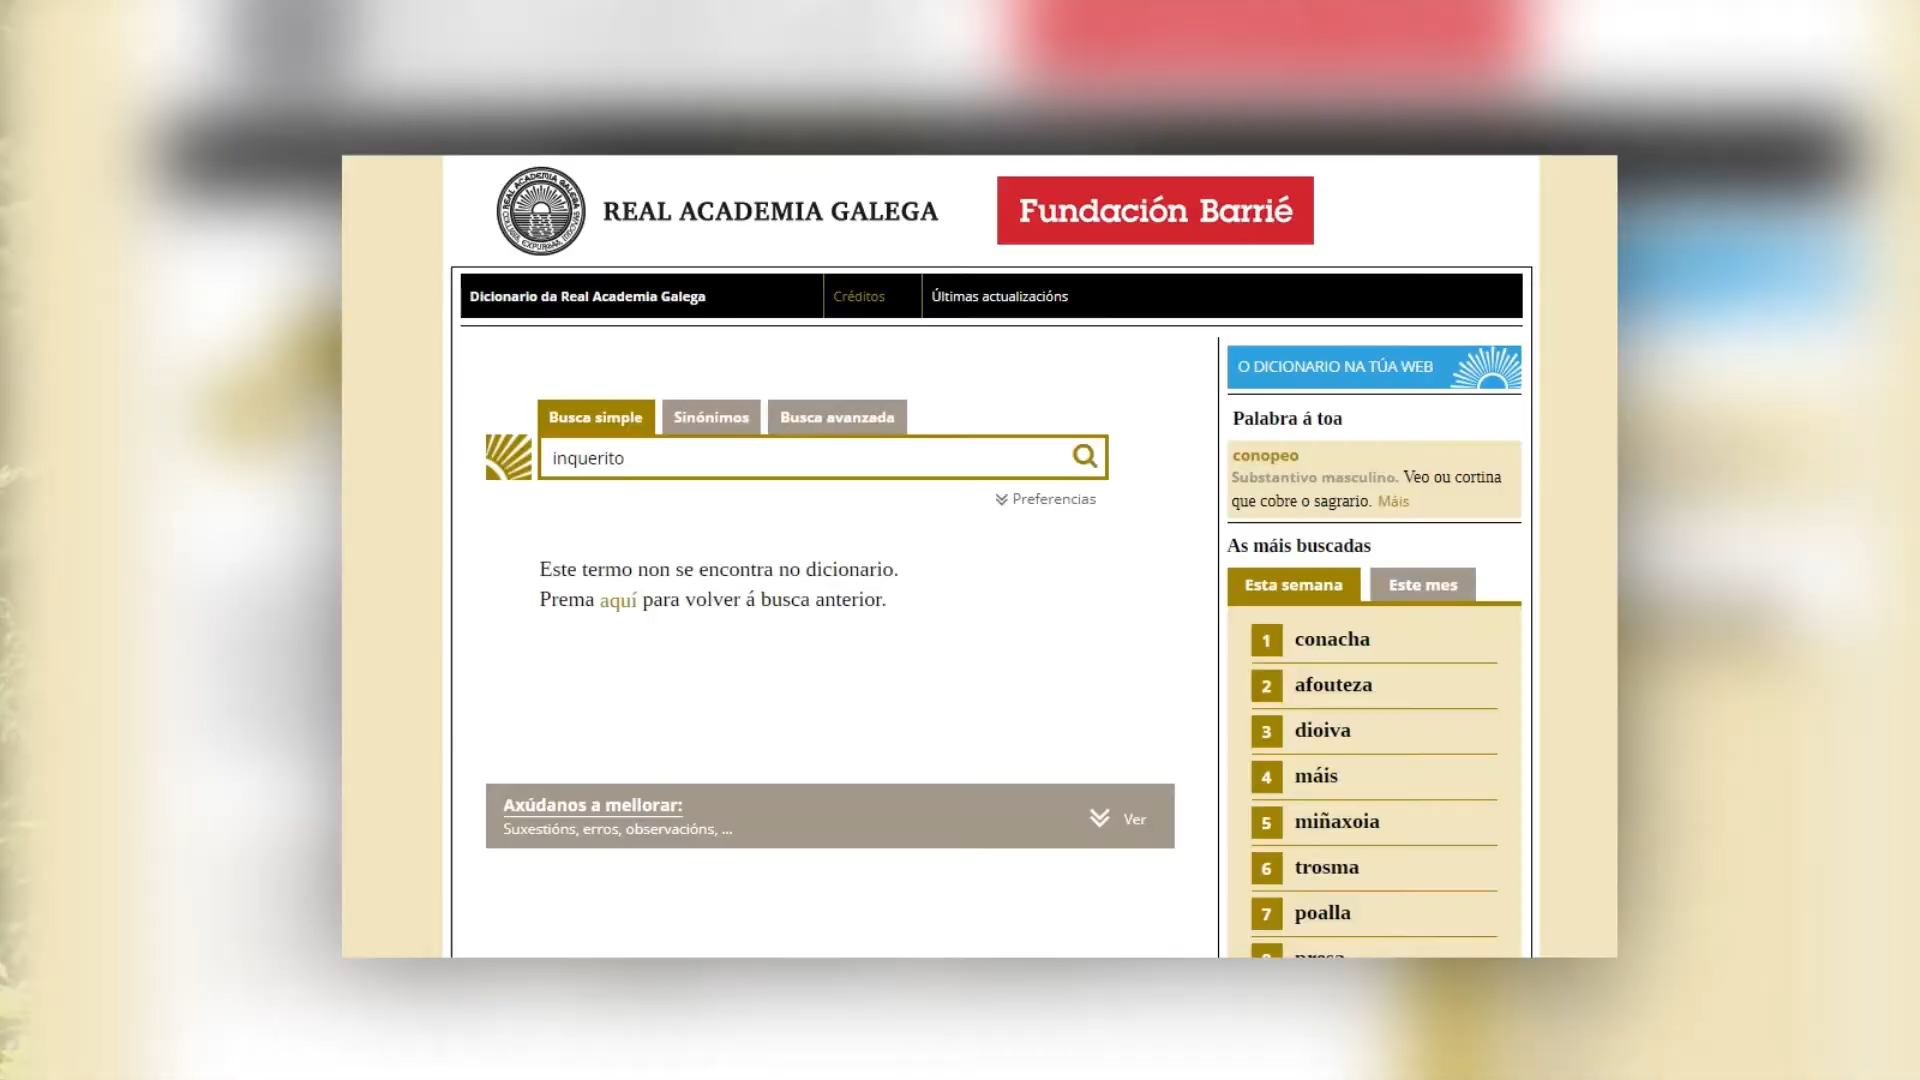 REAL ACADEMIA GALEGA
Fundación Barrié
Dicionario da Real Academia Galega
Créditos
Últimas actualizacións
Busca simple
Sinónimos
Busca avanzada
inquerito
Preferencias
Este termo non se encontra no dicionario.
Prema aquí para volver á busca anterior.
Axúdanos a mellorar:
Suxestións, erros, observacións, ...
Ver
O DICIONARIO NA TÚA WEB
Palabra á toa
conopeo
Substantivo masculino. Veo ou cortina
que cobre o sagrario. Máis
As máis buscadas
Esta semana
Este mes
1 conacha
2 afouteza
3 dioiva
4 máis
5 miñaxoia
6 trosma
7 poalla